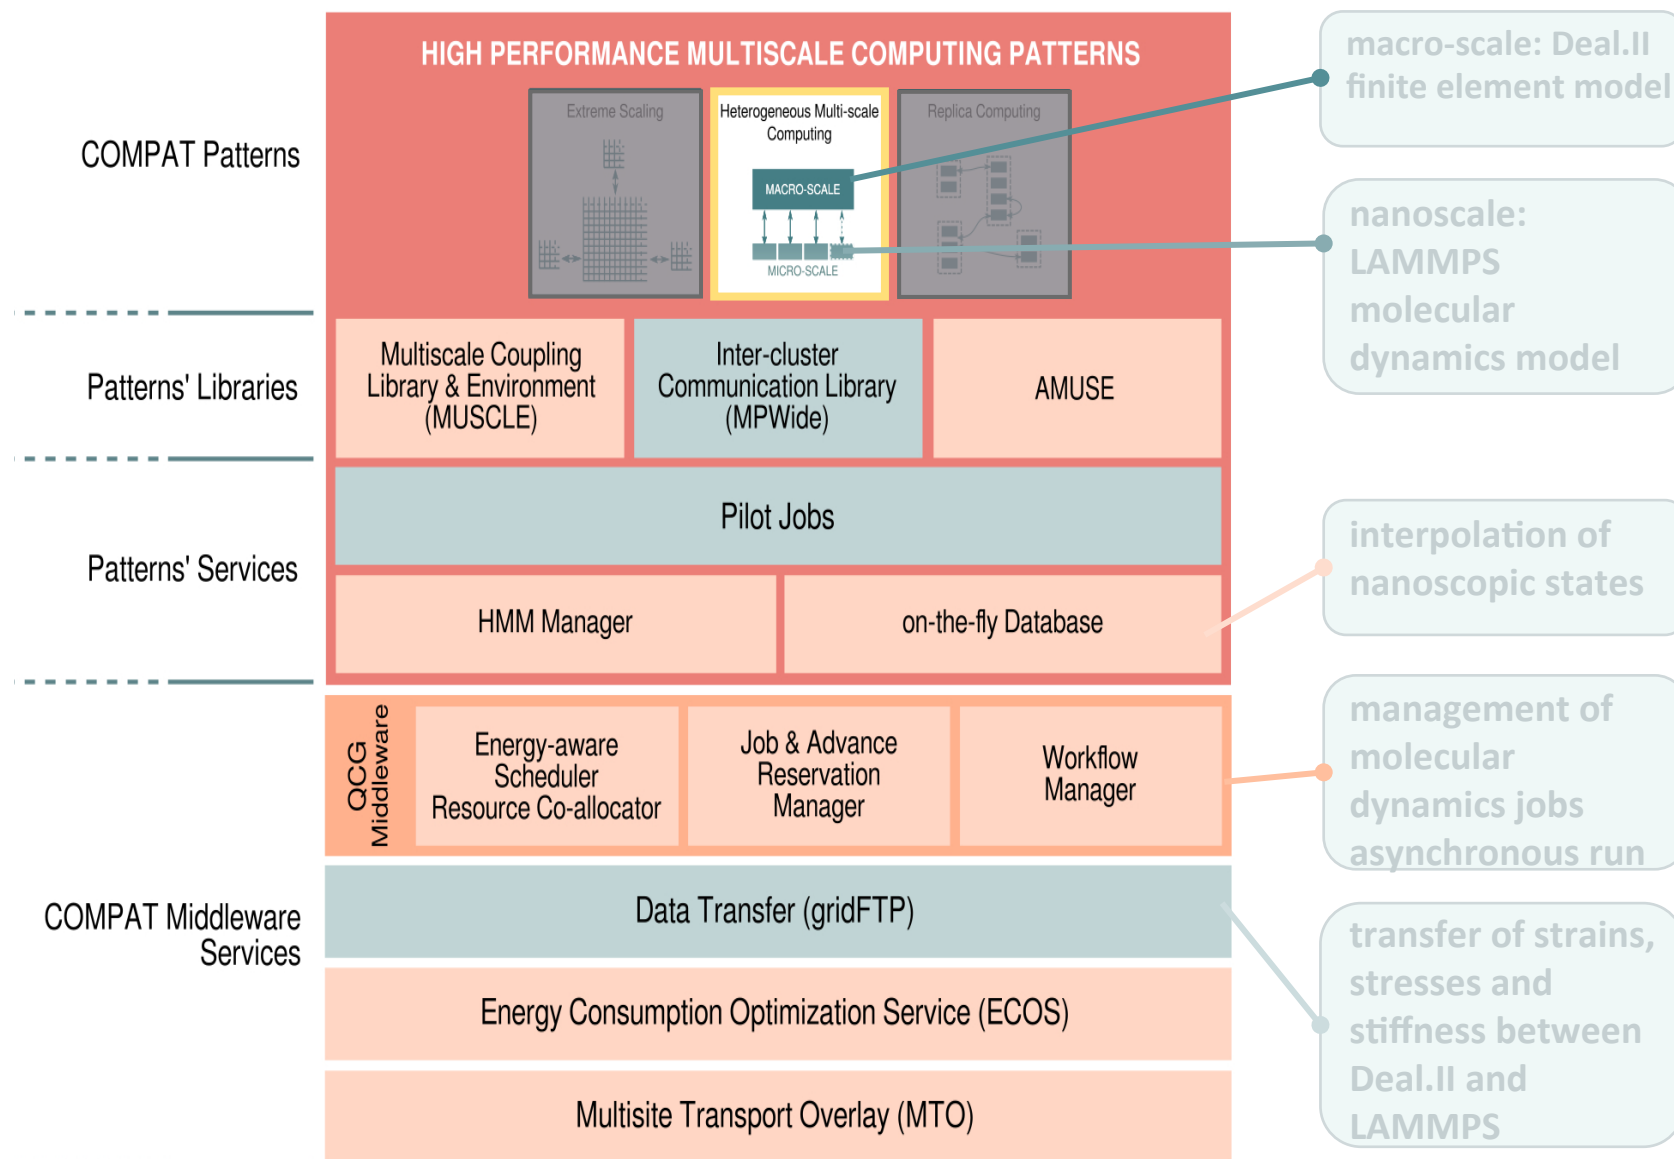 HIGH PERFORMANCE MULTISCALE COMPUTING PATTERNS
COMPAT Patterns
Extreme Scaling
Heterogeneous Multi-scale
Computing
MACRO-SCALE
MICRO-SCALE
Replica Computing
macro-scale: Deal.II
finite element model
nanoscale:
LAMMPS
molecular
dynamics model
Patterns' Libraries
Multiscale Coupling
Library & Environment
(MUSCLE)
Inter-cluster
Communication Library
(MPWide)
AMUSE
Patterns' Services
Pilot Jobs
HMM Manager
on-the-fly Database
interpolation of
nanoscopic states
COMPAT Middleware
Services
QCG
Middleware
Energy-aware
Scheduler
Resource Co-allocator
Job & Advance
Reservation
Manager
Workflow
Manager
management of
molecular
dynamics jobs
asynchronous run
Data Transfer (gridFTP)
transfer of strains,
stresses and
stiffness between
Deal.II and
LAMMPS
Energy Consumption Optimization Service (ECOS)
Multisite Transport Overlay (MTO)